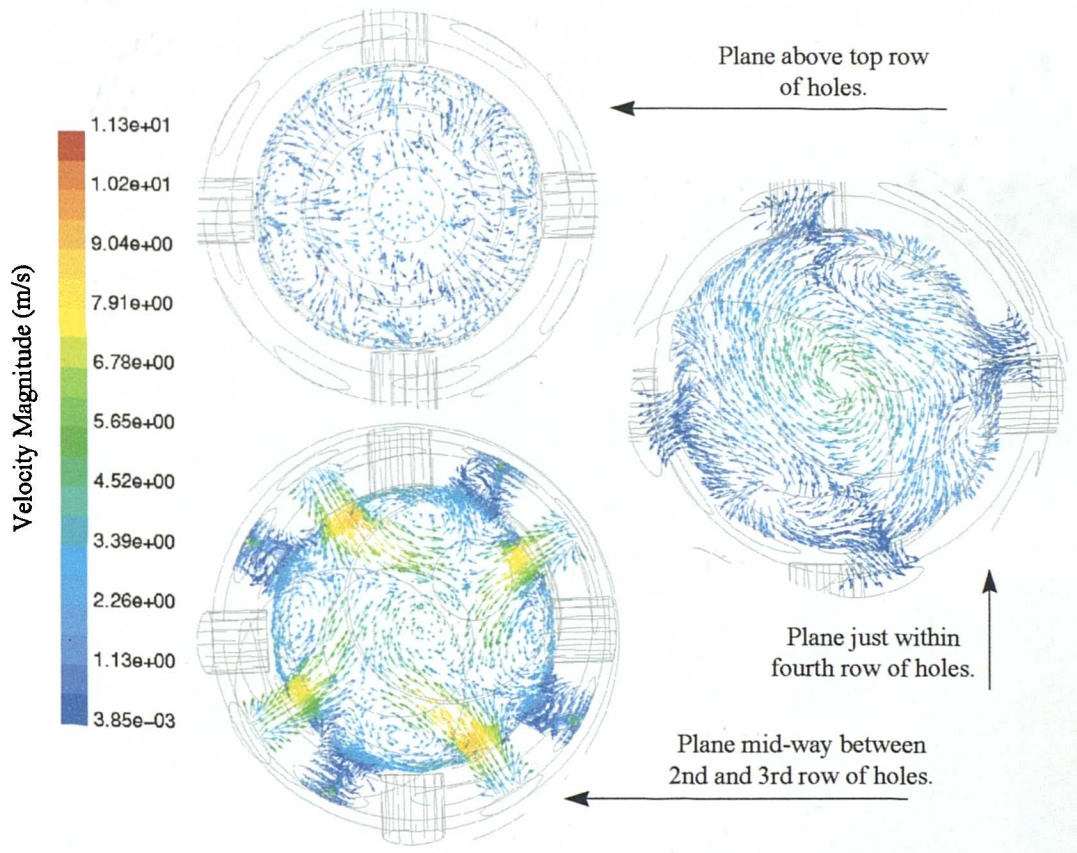 Plane above top row
of holes.
1.13e+01
1.02e+01
9.04e+00
7.91e+00
6.78e+00
5.65e+00
4.52e+00
3.39e+00
2.26e+00
1.13e+00
3.85e-03
Velocity Magnitude (m/s)
Plane just within
fourth row of holes.
Plane mid-way between
2nd and 3rd row of holes.